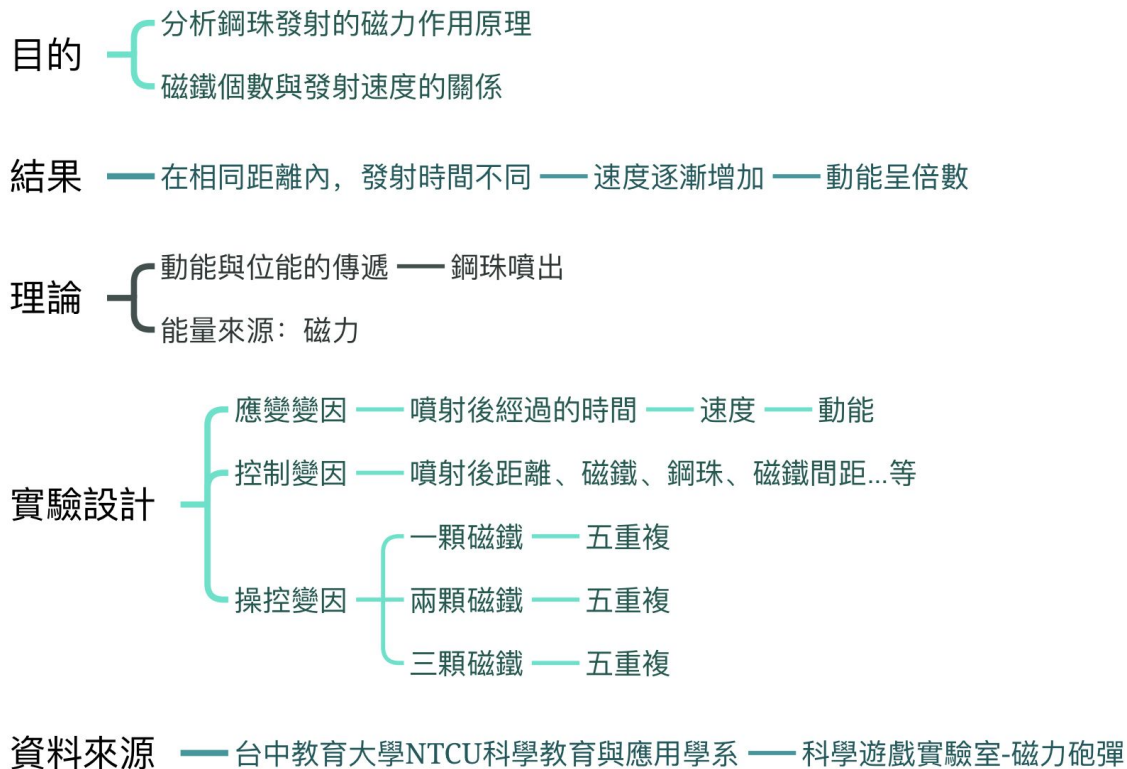 目的
分析鋼珠發射的磁力作用原理
磁鐵個數與發射速度的關係
結果
在相同距離內，發射時間不同
速度逐漸增加
動能呈倍數
理論
動能與位能的傳遞
鋼珠噴出
能量來源：磁力
實驗設計
應變變因
噴射後經過的時間
速度
動能
控制變因
噴射後距離、磁鐵、鋼珠、磁鐵間距...等
操控變因
一顆磁鐵
五重複
兩顆磁鐵
五重複
三顆磁鐵
五重複
資料來源
台中教育大學NTCU科學教育與應用學系
科學遊戲實驗室-磁力砲彈